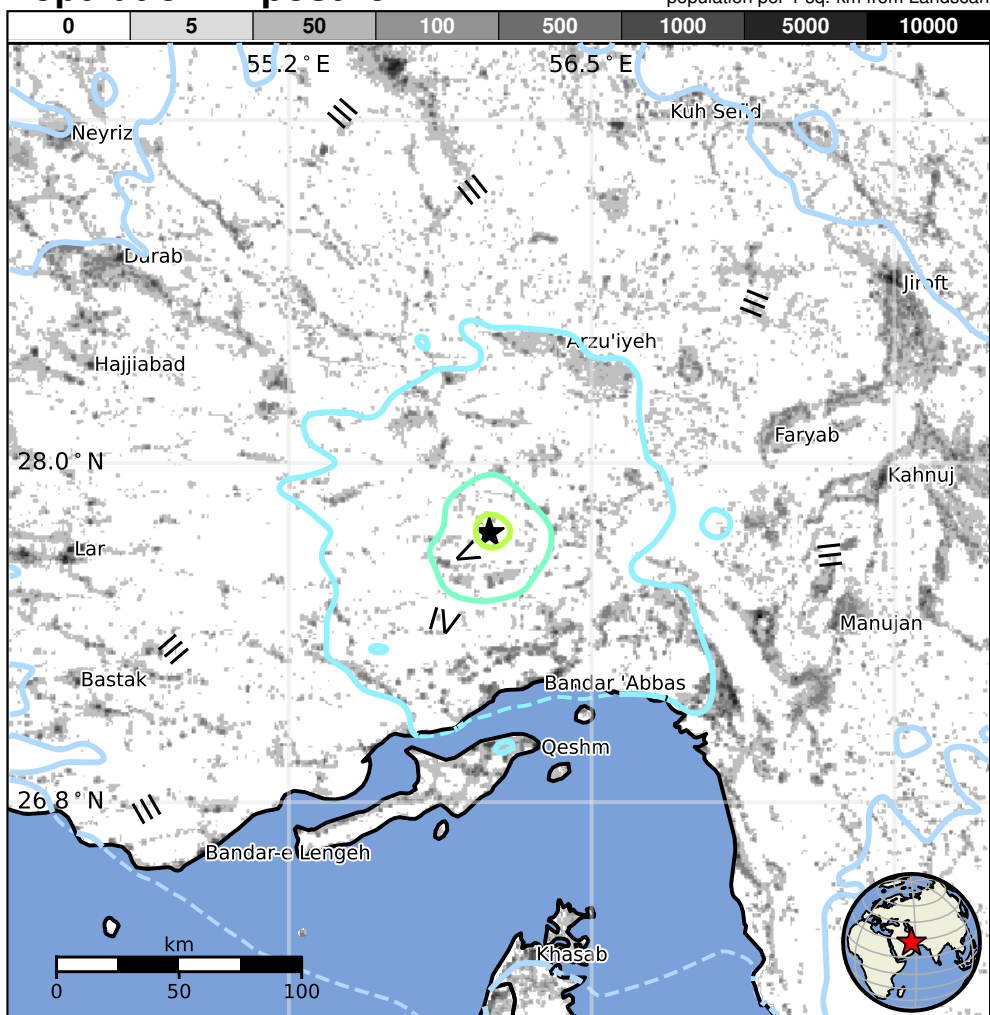 population per 1 sq. km from Landscan
0 5 50 100 500 1000 5000 10000
55.2°E 56.5°E
III
Kuh Sefid
Neyriz
III
Darab
Jiroft
III
Arzu'iyeh
Hajjiabad
Faryab
28.0°N
Kahnuj
Lar
V
III
IV
Manujan
III
Bastak
Bandar 'Abbas
Qeshm
26.8°N
III
Bandar-e Lengeh
km
Khasab
0 50 100